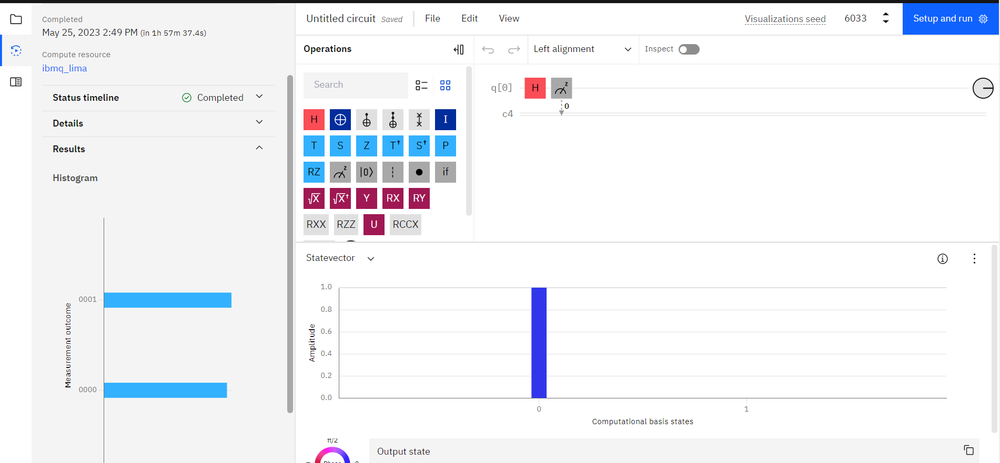 Completed
May 25, 2023 2:49 PM (in 1h 57m 37.4s)
Compute resource
ibmq_lima
Status timeline Completed
Details
Results
Histogram
Measurement outcome
0001
0000
Untitled circuit Saved File Edit View
Visualizations seed 6033 Setup and run
Operations
Left alignment Inspect
Search
H I
T S Z T† S† P
RZ z |0⟩ if
√X √X† Y RX RY
RXX RZZ U RCCX
q[0] H z
0
c4
Statevector
Amplitude
1.0
0.8
0.6
0.4
0.2
0.0
0 1
Computational basis states
π/2
Output state